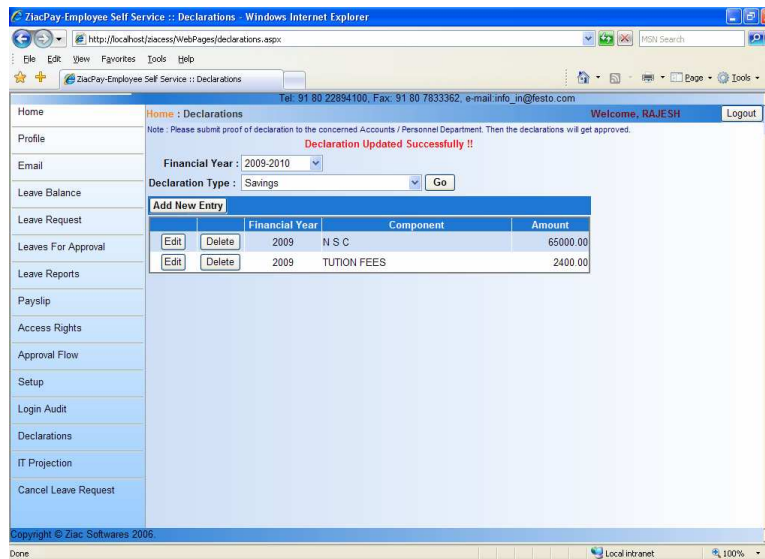 ZiacPay-Employee Self Service :: Declarations - Windows Internet Explorer
http://localhost/ziacess/WebPages/declarations.aspx
MSN Search
File Edit View Favorites Tools Help
ZiacPay-Employee Self Service :: Declarations
Page Tools
Tel: 91 80 22894100, Fax: 91 80 7833362, e-mail:info_in@festo.com
Home
Profile
Email
Leave Balance
Leave Request
Leaves For Approval
Leave Reports
Payslip
Access Rights
Approval Flow
Setup
Login Audit
Declarations
IT Projection
Cancel Leave Request
Home : Declarations Welcome, RAJESH Logout
Note : Please submit proof of declaration to the concerned Accounts / Personnel Department. Then the declarations will get approved.
Declaration Updated Successfully !!
Financial Year : 2009-2010
Declaration Type : Savings Go
Add New Entry
Financial Year Component Amount
Edit Delete 2009 N S C 65000.00
Edit Delete 2009 TUTION FEES 2400.00
Copyright © Ziac Softwares 2006.
Done Local intranet 100%